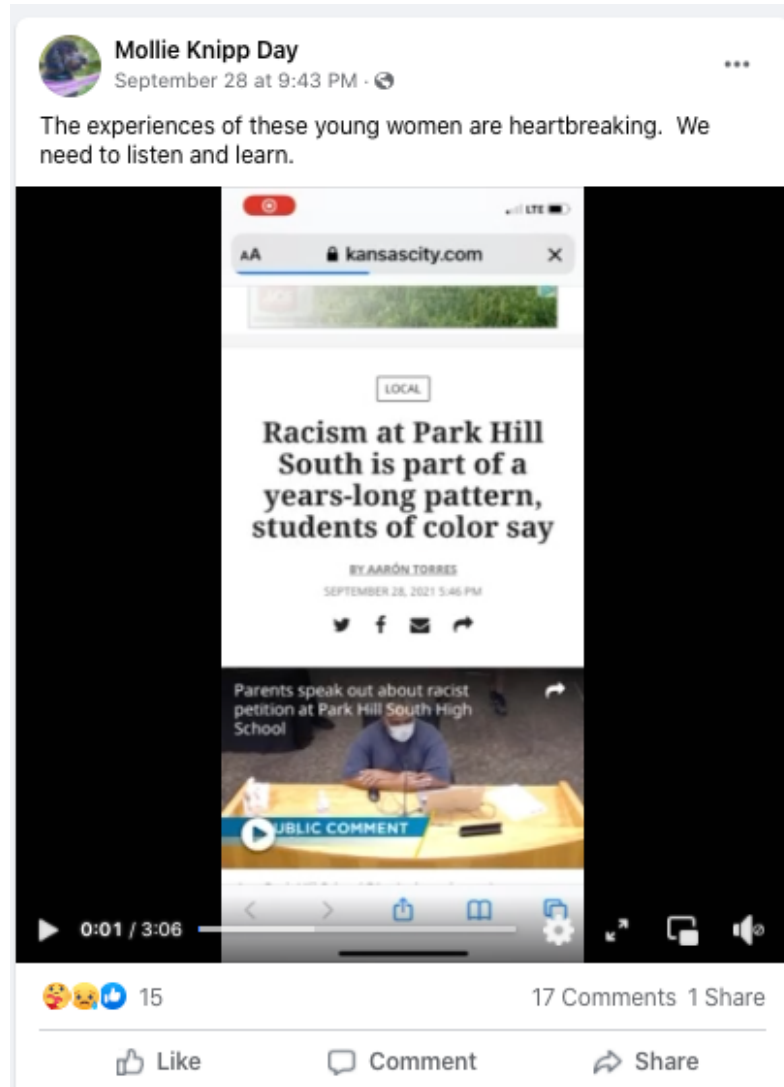 Mollie Knipp Day
September 28 at 9:43 PM ·
The experiences of these young women are heartbreaking. We
need to listen and learn.
LTE
AA kansascity.com
LOCAL
Racism at Park Hill
South is part of a
years-long pattern,
students of color say
BY AARÓN TORRES
SEPTEMBER 28, 2021 5:46 PM
Parents speak out about racist
petition at Park Hill South High
School
UBLIC COMMENT
0:01 / 3:06
15 17 Comments 1 Share
Like Comment Share